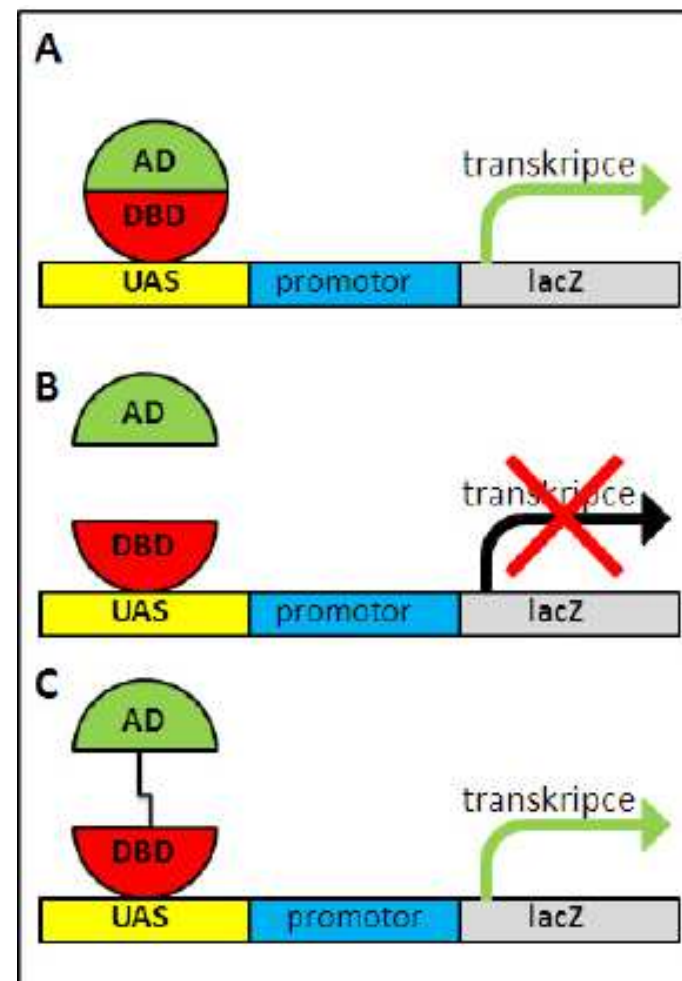 A
AD
transkripce
DBD
UAS promotor lacZ
B
AD
transkripce
DBD
UAS promotor lacZ
C
AD
transkripce
DBD
UAS promotor lacZ